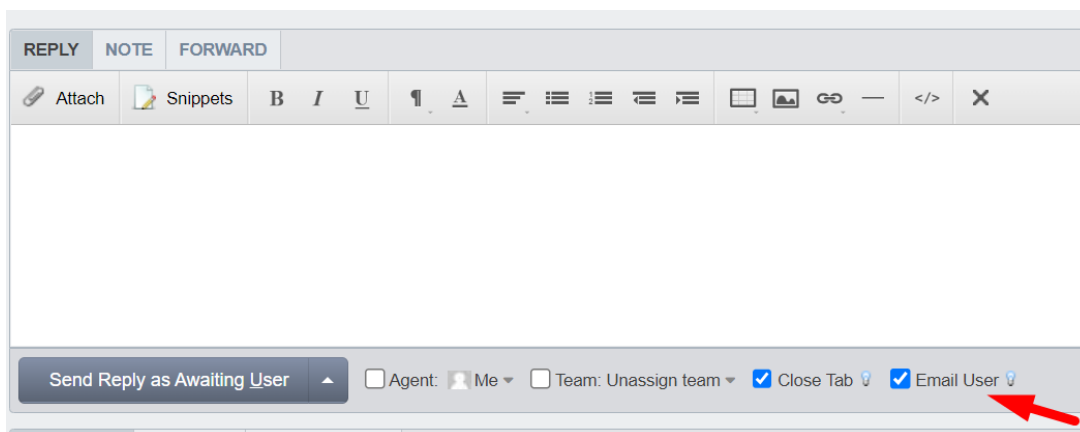 REPLY NOTE FORWARD
Attach Snippets B I U ¶ A </>
Send Reply as Awaiting User Agent: Me Team: Unassign team Close Tab Email User